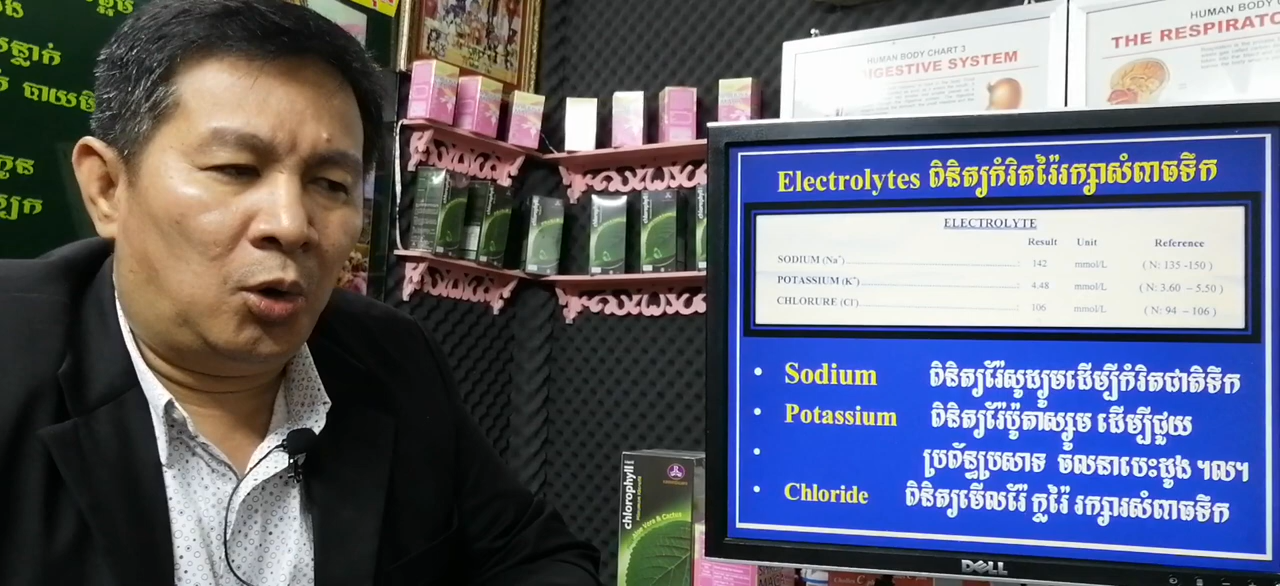 បាយមិ
កូន
HUMAN BODY CHART 3
DIGESTIVE SYSTEM
HUMAN BODY
THE RESPIRATO
Electrolytes ពិនិត្យកំរិតរ៉ែរក្សាសំពាធទឹក
ELECTROLYTE
Result Unit Reference
SODIUM (Na+) : 142 mmol/L ( N: 135 -150 )
POTASSIUM (K+) : 4.48 mmol/L ( N: 3.60 – 5.50 )
CHLORURE (Cl-) : 106 mmol/L ( N: 94 – 106 )
• Sodium ពិនិត្យរ៉ែសូដ្យូមដើម្បីកំរិតជាតិទឹក
• Potassium ពិនិត្យរ៉ែប៉ូតាស្យូម ដើម្បីជួយ
• ប្រព័ន្ធប្រសាទ ចលនាបេះដូង ។ល។
• Chloride ពិនិត្យមើលរ៉ែ ក្លរ៉ៃ រក្សារសំពាធទឹក
chlorophyll
Aloe Vera & Cactus
DELL